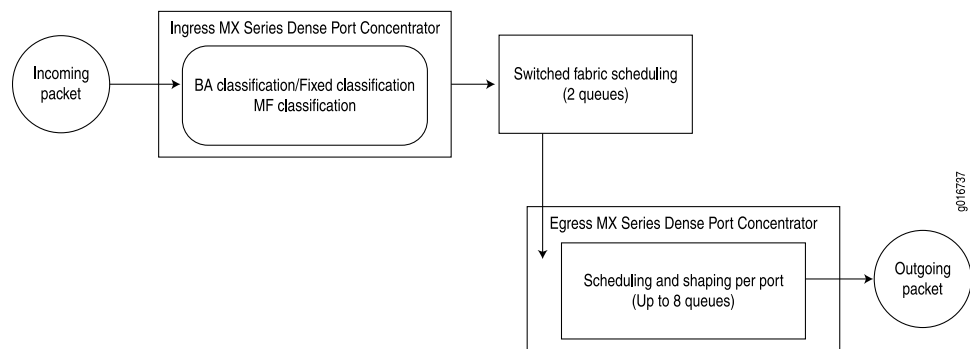 Ingress MX Series Dense Port Concentrator
Incoming
packet
BA classification/Fixed classification
MF classification
Switched fabric scheduling
(2 queues)
g016737
Egress MX Series Dense Port Concentrator
Scheduling and shaping per port
(Up to 8 queues)
Outgoing
packet